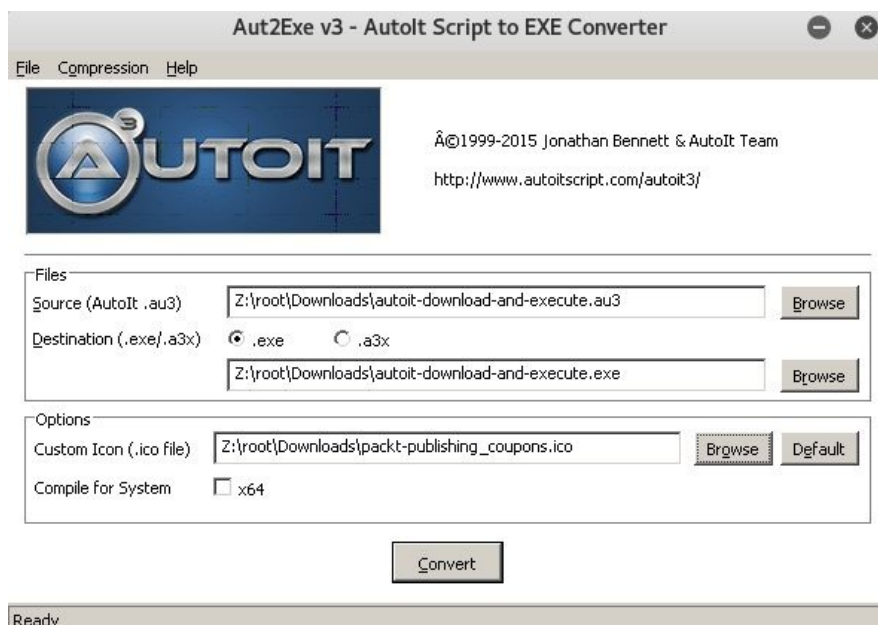 Aut2Exe v3 - AutoIt Script to EXE Converter
File Compression Help
AUTOIT 3
Â©1999-2015 Jonathan Bennett & AutoIt Team
http://www.autoitscript.com/autoit3/
Files
Source (AutoIt .au3) Z:\root\Downloads\autoit-download-and-execute.au3 Browse
Destination (.exe/.a3x) .exe .a3x
Z:\root\Downloads\autoit-download-and-execute.exe Browse
Options
Custom Icon (.ico file) Z:\root\Downloads\packt-publishing_coupons.ico Browse Default
Compile for System x64
Convert
Ready